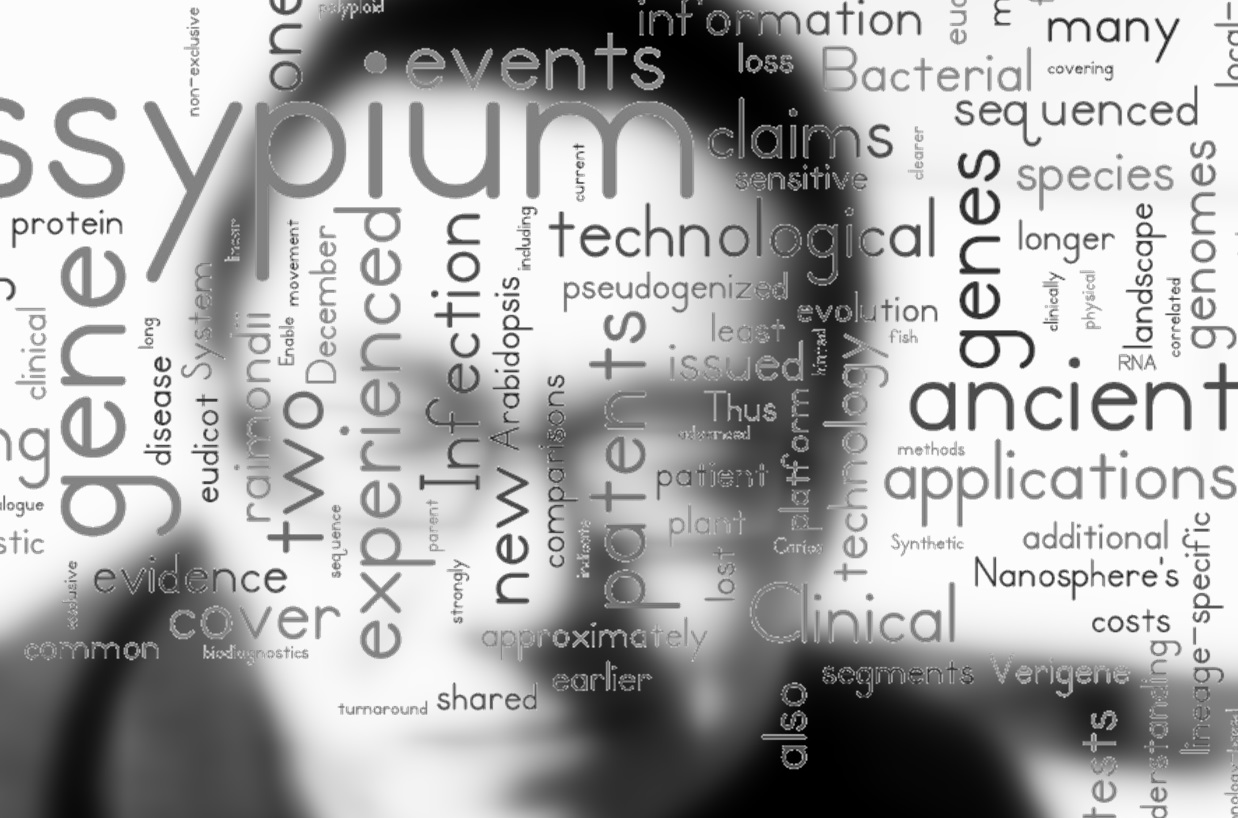 polyploid
information
many
non-exclusive
one
events
loss
Bacterial
covering
ssypium
claims
sequenced
clearer
current
sensitive
species
genes
genomes
protein
linear
movement
December
experienced
Infection
including
technological
longer
landscape
gene
System
pseudogenized
evolution
clinically
physical
correlated
clinical
long
raimondii
Enable
Arabidopsis
patents
least
fish
issued
technology
RNA
disease
eudicot
two
new
comparisons
Thus
advanced
platform
ancient
methods
patient
applications
sequence
parent
plant
Synthetic
additional
evidence
strongly
lost
Nanosphere's
exclusive
cover
Clinical
costs
lineage-specific
common
biodiagnostics
approximately
earlier
segments
Verigene
turnaround
shared
also
tests
derstanding